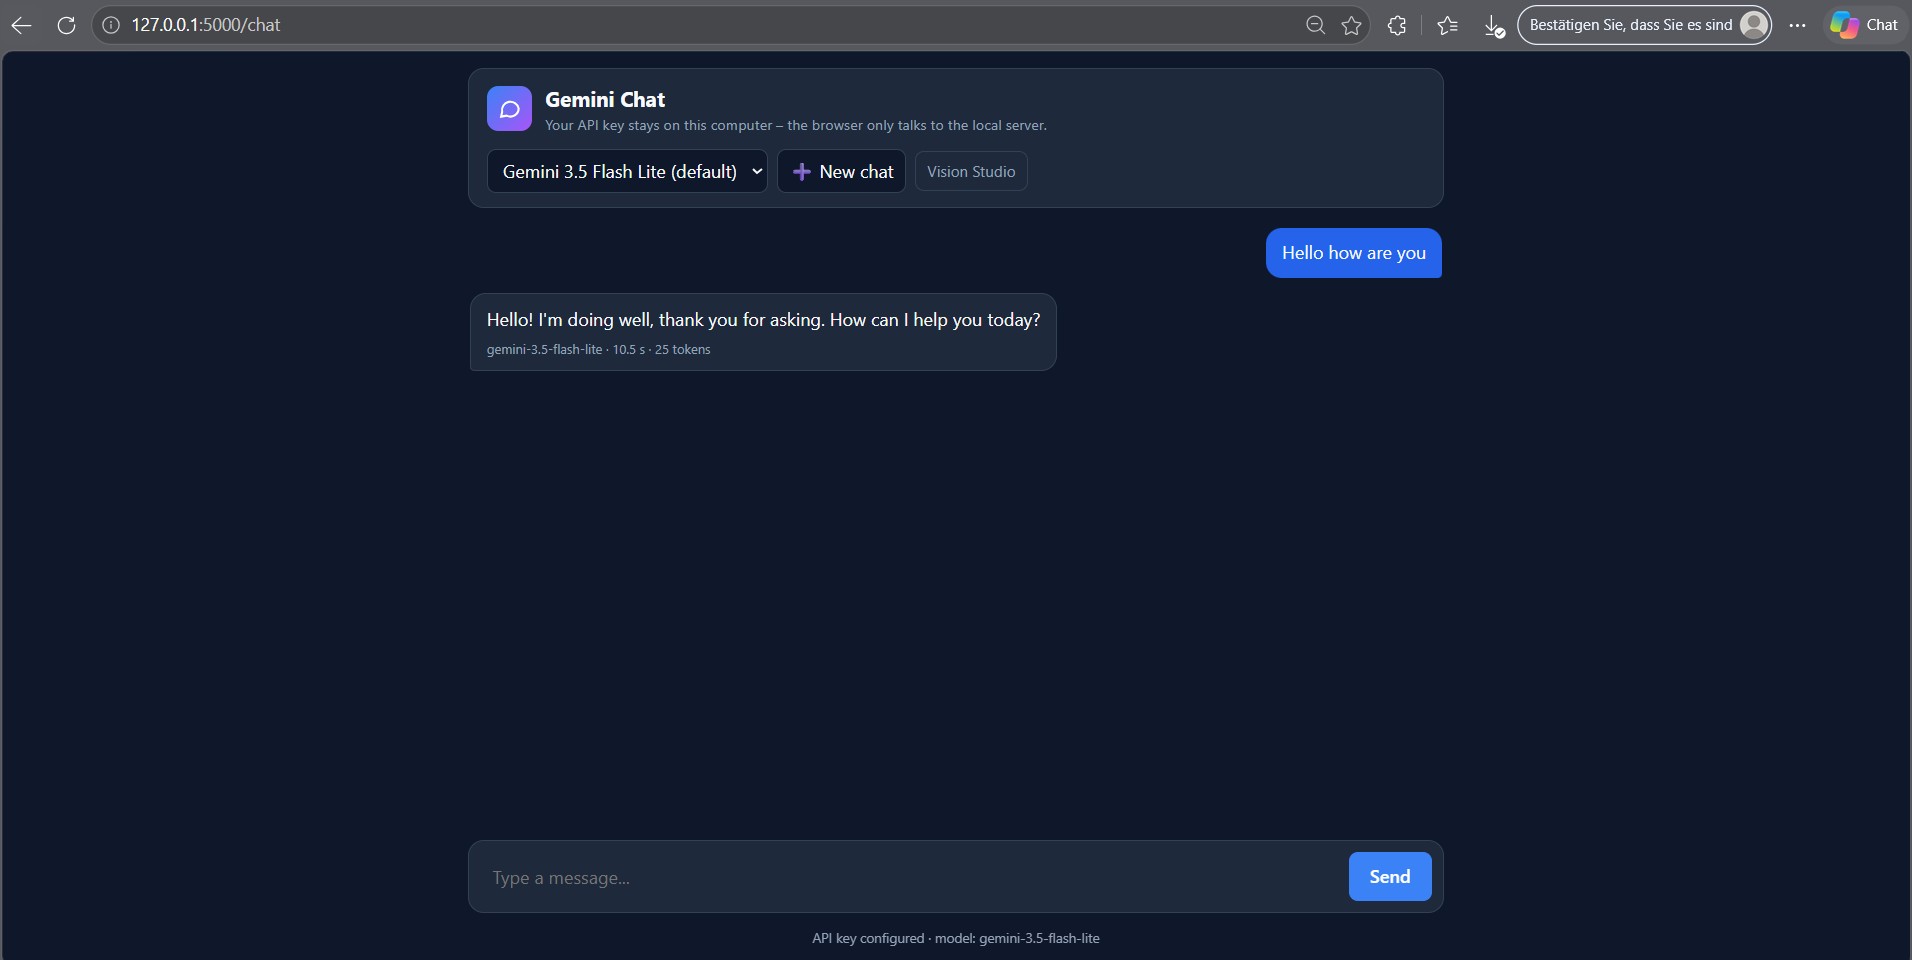 127.0.0.1:5000/chat
Bestätigen Sie, dass Sie es sind
Chat
Gemini Chat
Your API key stays on this computer – the browser only talks to the local server.
Gemini 3.5 Flash Lite (default)
New chat
Vision Studio
Hello how are you
Hello! I'm doing well, thank you for asking. How can I help you today?
gemini-3.5-flash-lite · 10.5 s · 25 tokens
Type a message...
Send
API key configured · model: gemini-3.5-flash-lite